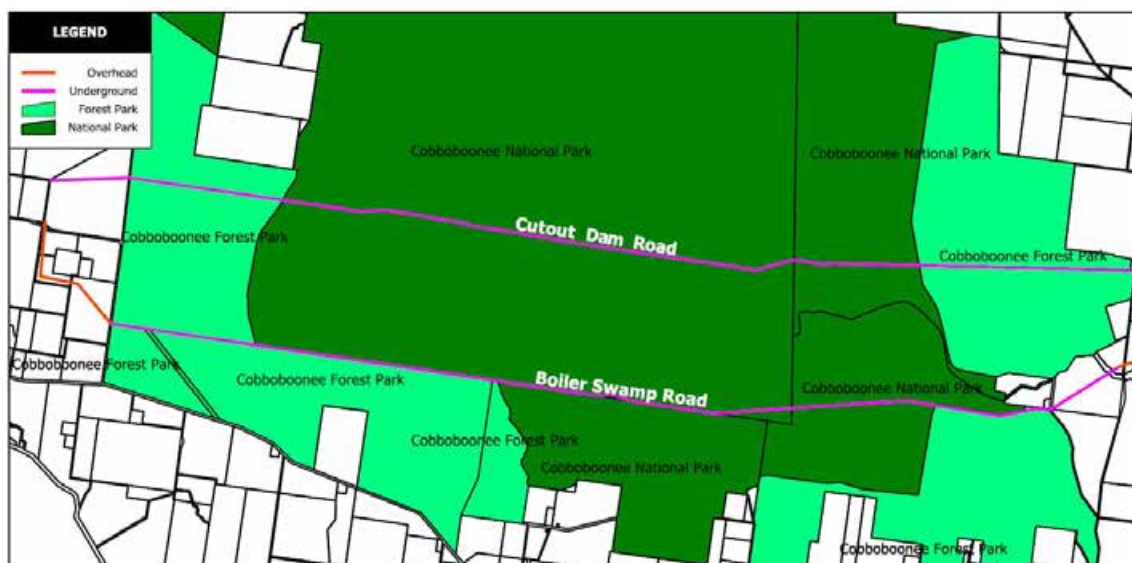 LEGEND
Overhead
Underground
Forest Park
National Park
Cobboboonee National Park
Cobboboonee National Park
Cutout Dam Road
Cobboboonee Forest Park
Cobboboonee Forest Park
Cobboboonee Forest Park
Cobboboonee Forest Park
Boiler Swamp Road
Cobboboonee National Park
Cobboboonee Forest Park
Cobboboonee National Park
Cobboboonee Forest Park